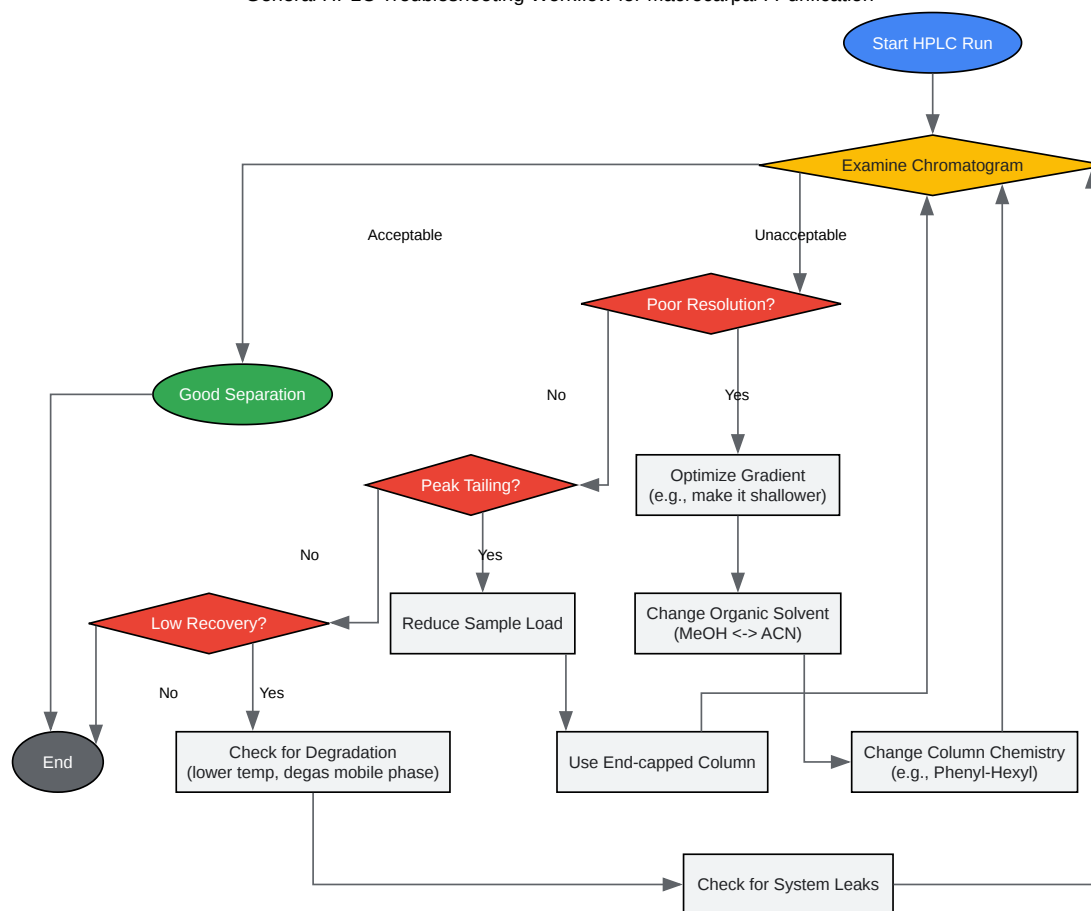 Start HPLC Run
Examine Chromatogram
Acceptable
Unacceptable
Poor Resolution?
Good Separation
No
Yes
Peak Tailing?
Optimize Gradient
(e.g., make it shallower)
No
Yes
Low Recovery?
Reduce Sample Load
Change Organic Solvent
(MeOH <-> ACN)
No
Yes
End
Check for Degradation
(lower temp, degas mobile phase)
Use End-capped Column
Change Column Chemistry
(e.g., Phenyl-Hexyl)
Check for System Leaks